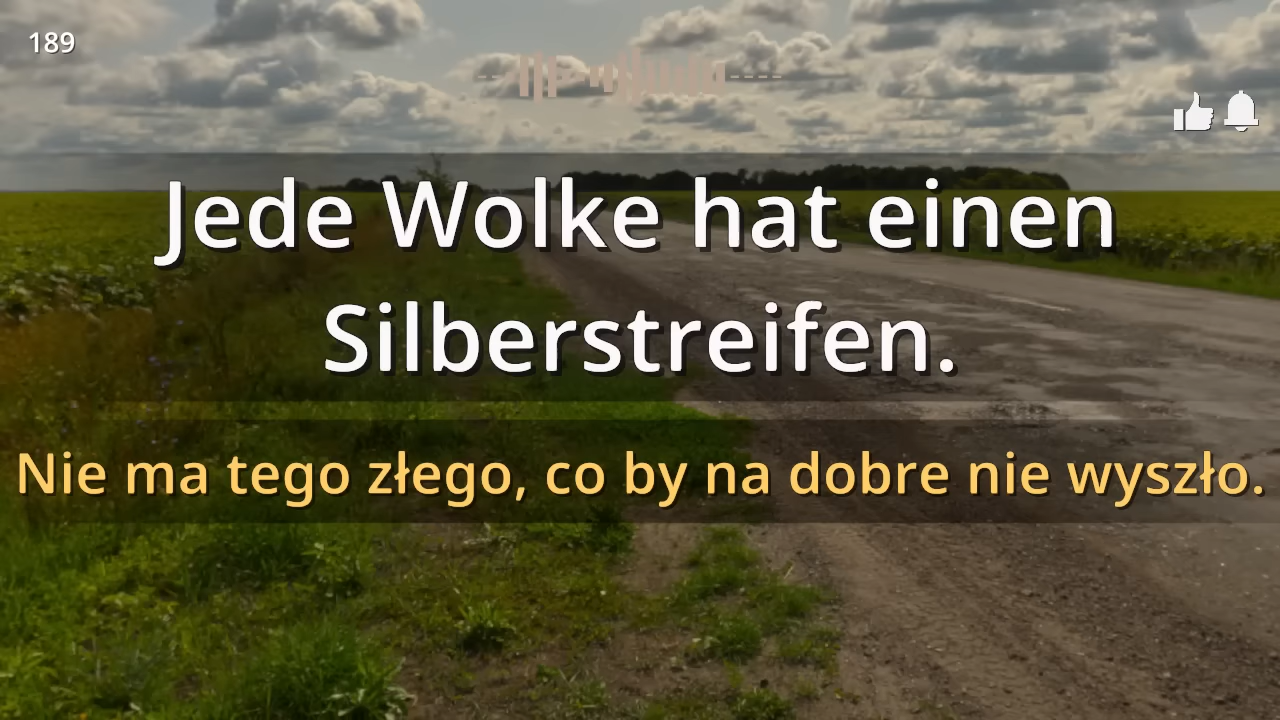 189
Jede Wolke hat einen
Silberstreifen.
Nie ma tego złego, co by na dobre nie wyszło.